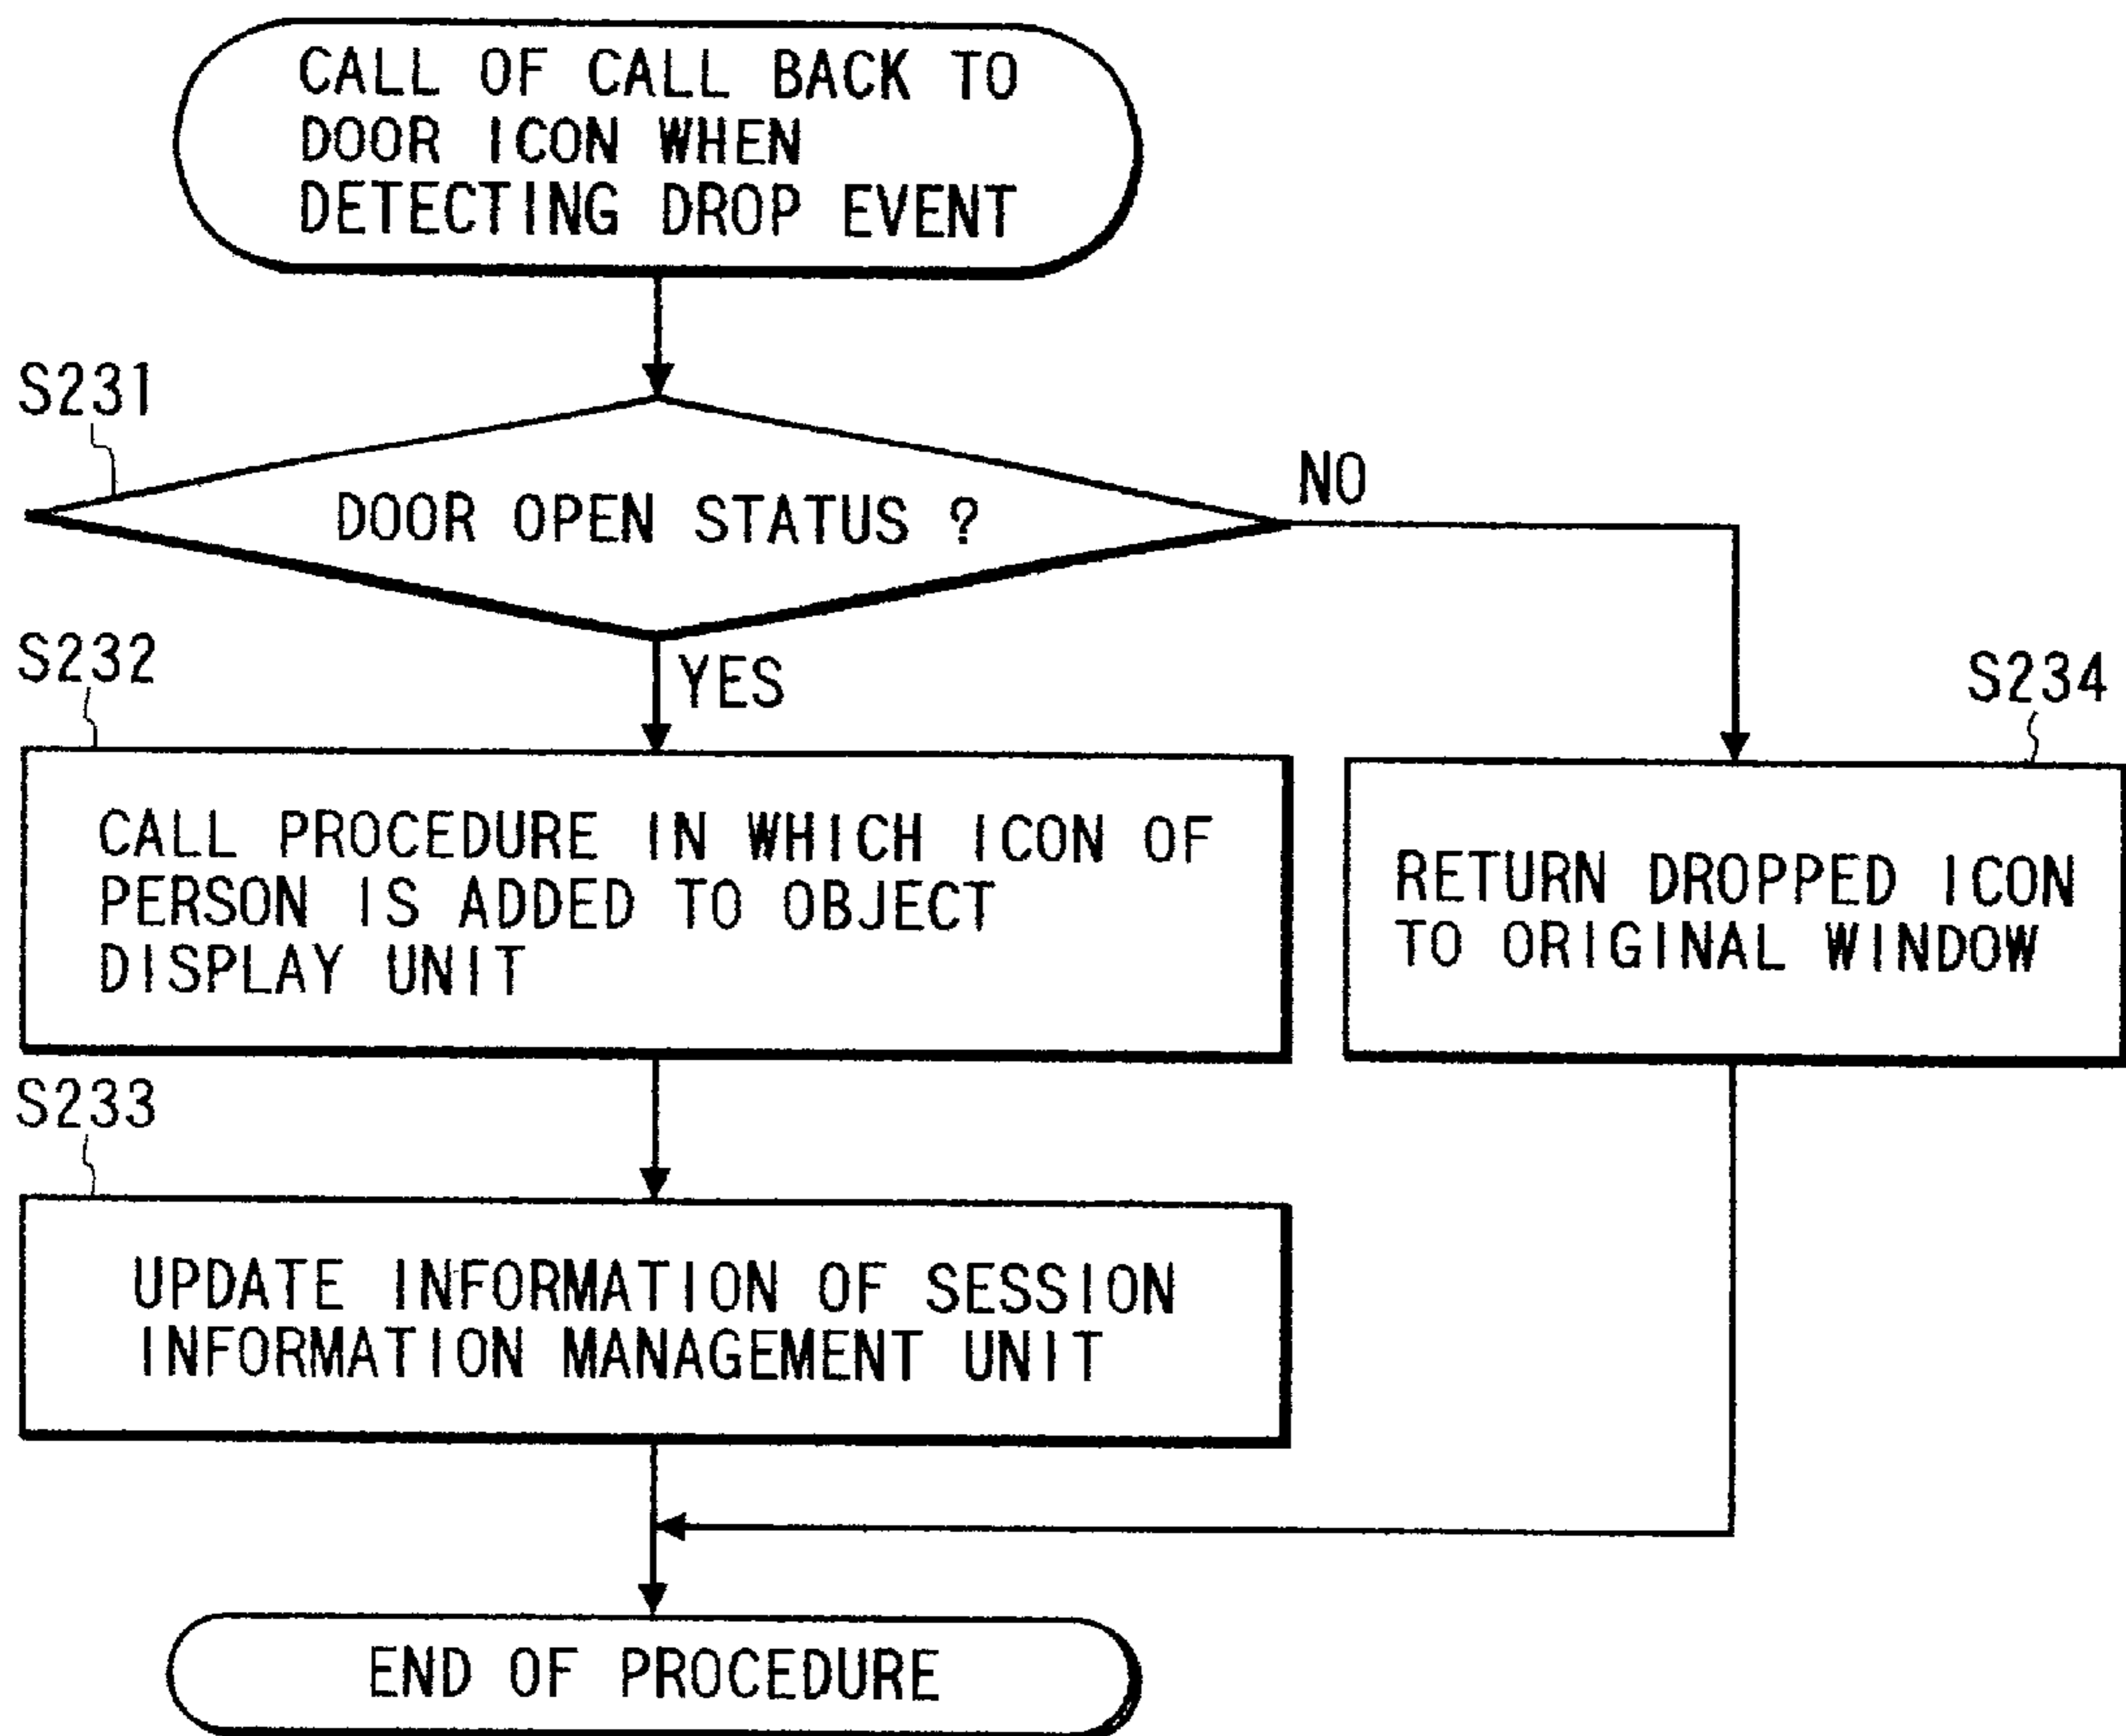 CALL OF CALL BACK TO
DOOR ICON WHEN
DETECTING DROP EVENT
S231
DOOR OPEN STATUS ?
NO
YES
S232
CALL PROCEDURE IN WHICH ICON OF
PERSON IS ADDED TO OBJECT
DISPLAY UNIT
S234
RETURN DROPPED ICON
TO ORIGINAL WINDOW
S233
UPDATE INFORMATION OF SESSION
INFORMATION MANAGEMENT UNIT
END OF PROCEDURE